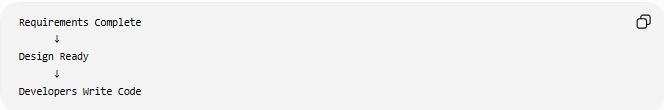 Requirements Complete
↓
Design Ready
↓
Developers Write Code